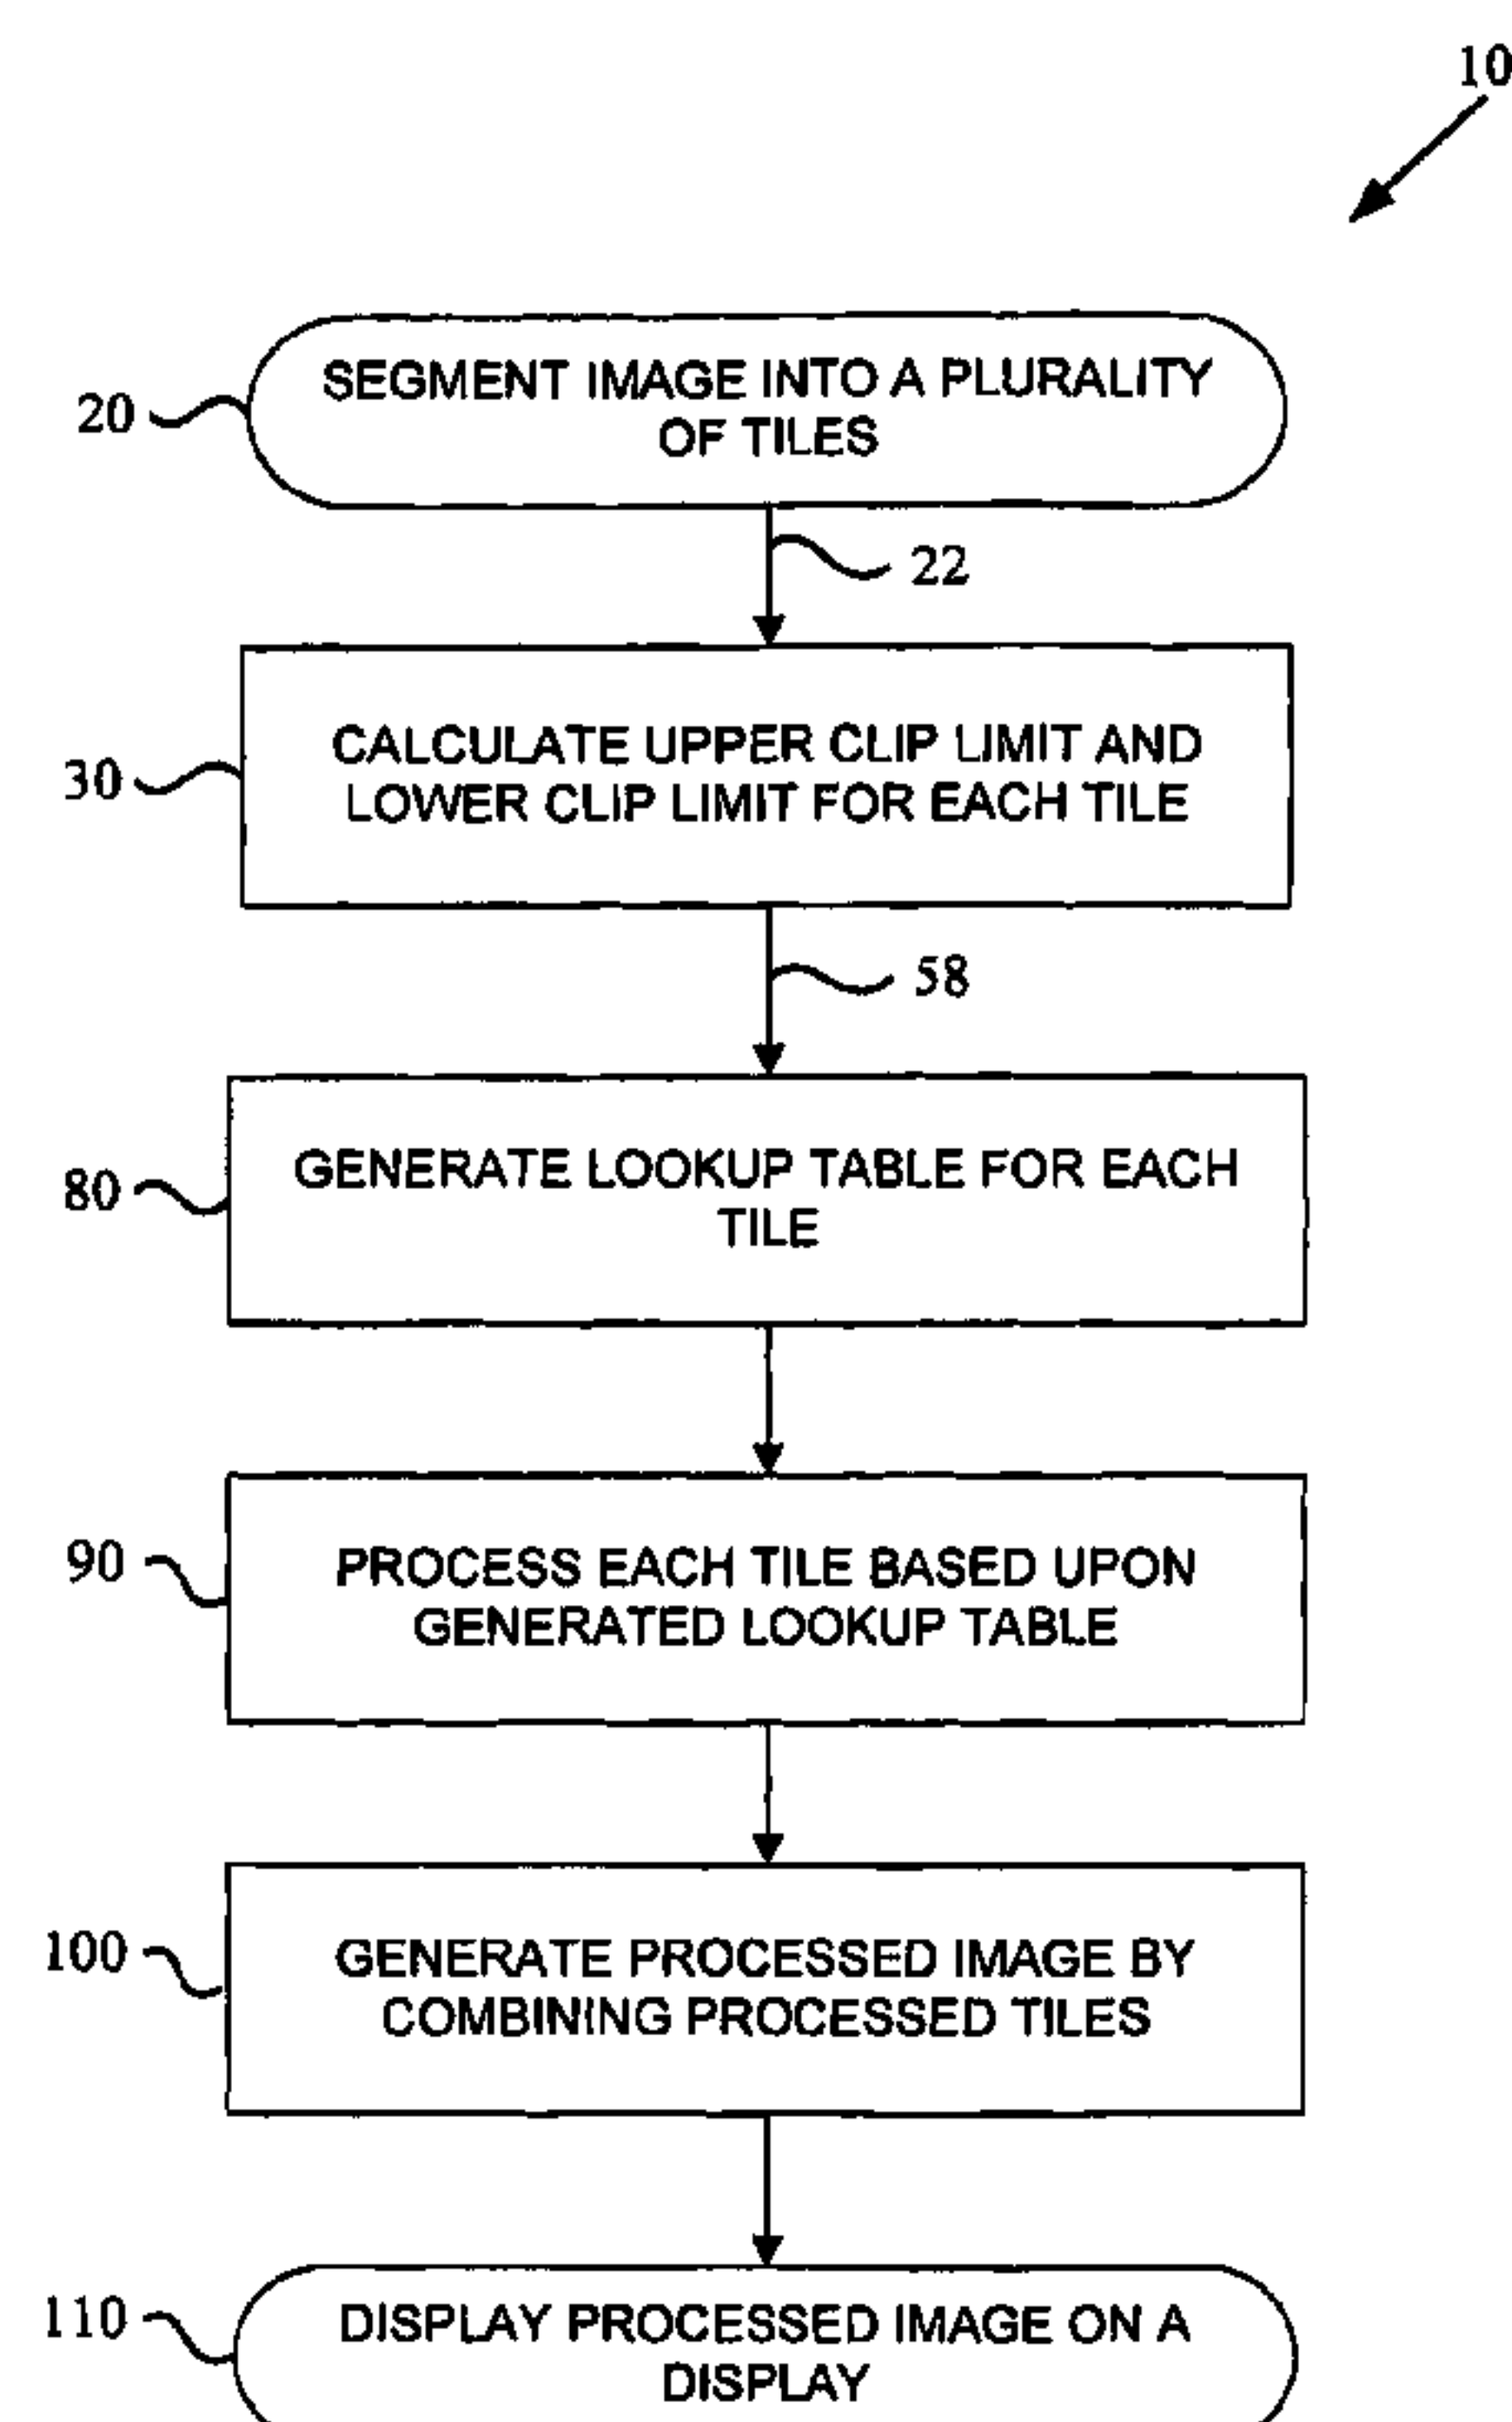 10
20
SEGMENT IMAGE INTO A PLURALITY
OF TILES
22
30
CALCULATE UPPER CLIP LIMIT AND
LOWER CLIP LIMIT FOR EACH TILE
58
80
GENERATE LOOKUP TABLE FOR EACH
TILE
90
PROCESS EACH TILE BASED UPON
GENERATED LOOKUP TABLE
100
GENERATE PROCESSED IMAGE BY
COMBINING PROCESSED TILES
110
DISPLAY PROCESSED IMAGE ON A
DISPLAY